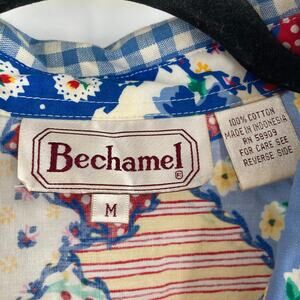 Bechamel®
M
100% COTTON
MADE IN INDONESIA
RN 58909
FOR CARE SEE
REVERSE SIDE